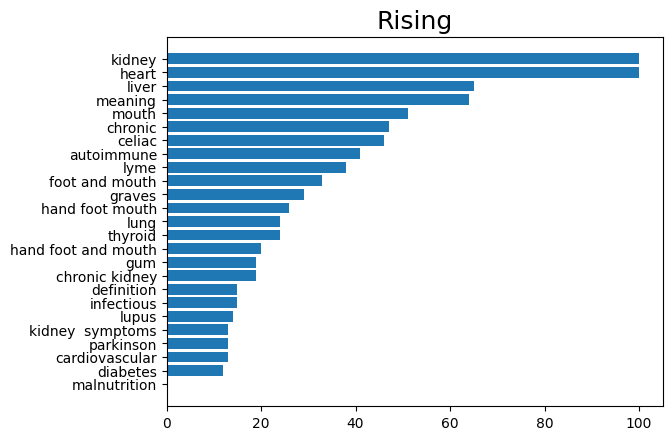 Rising
kidney
heart
liver
meaning
mouth
chronic
celiac
autoimmune
lyme
foot and mouth
graves
hand foot mouth
lung
thyroid
hand foot and mouth
gum
chronic kidney
definition
infectious
lupus
kidney  symptoms
parkinson
cardiovascular
diabetes
malnutrition
0 20 40 60 80 100